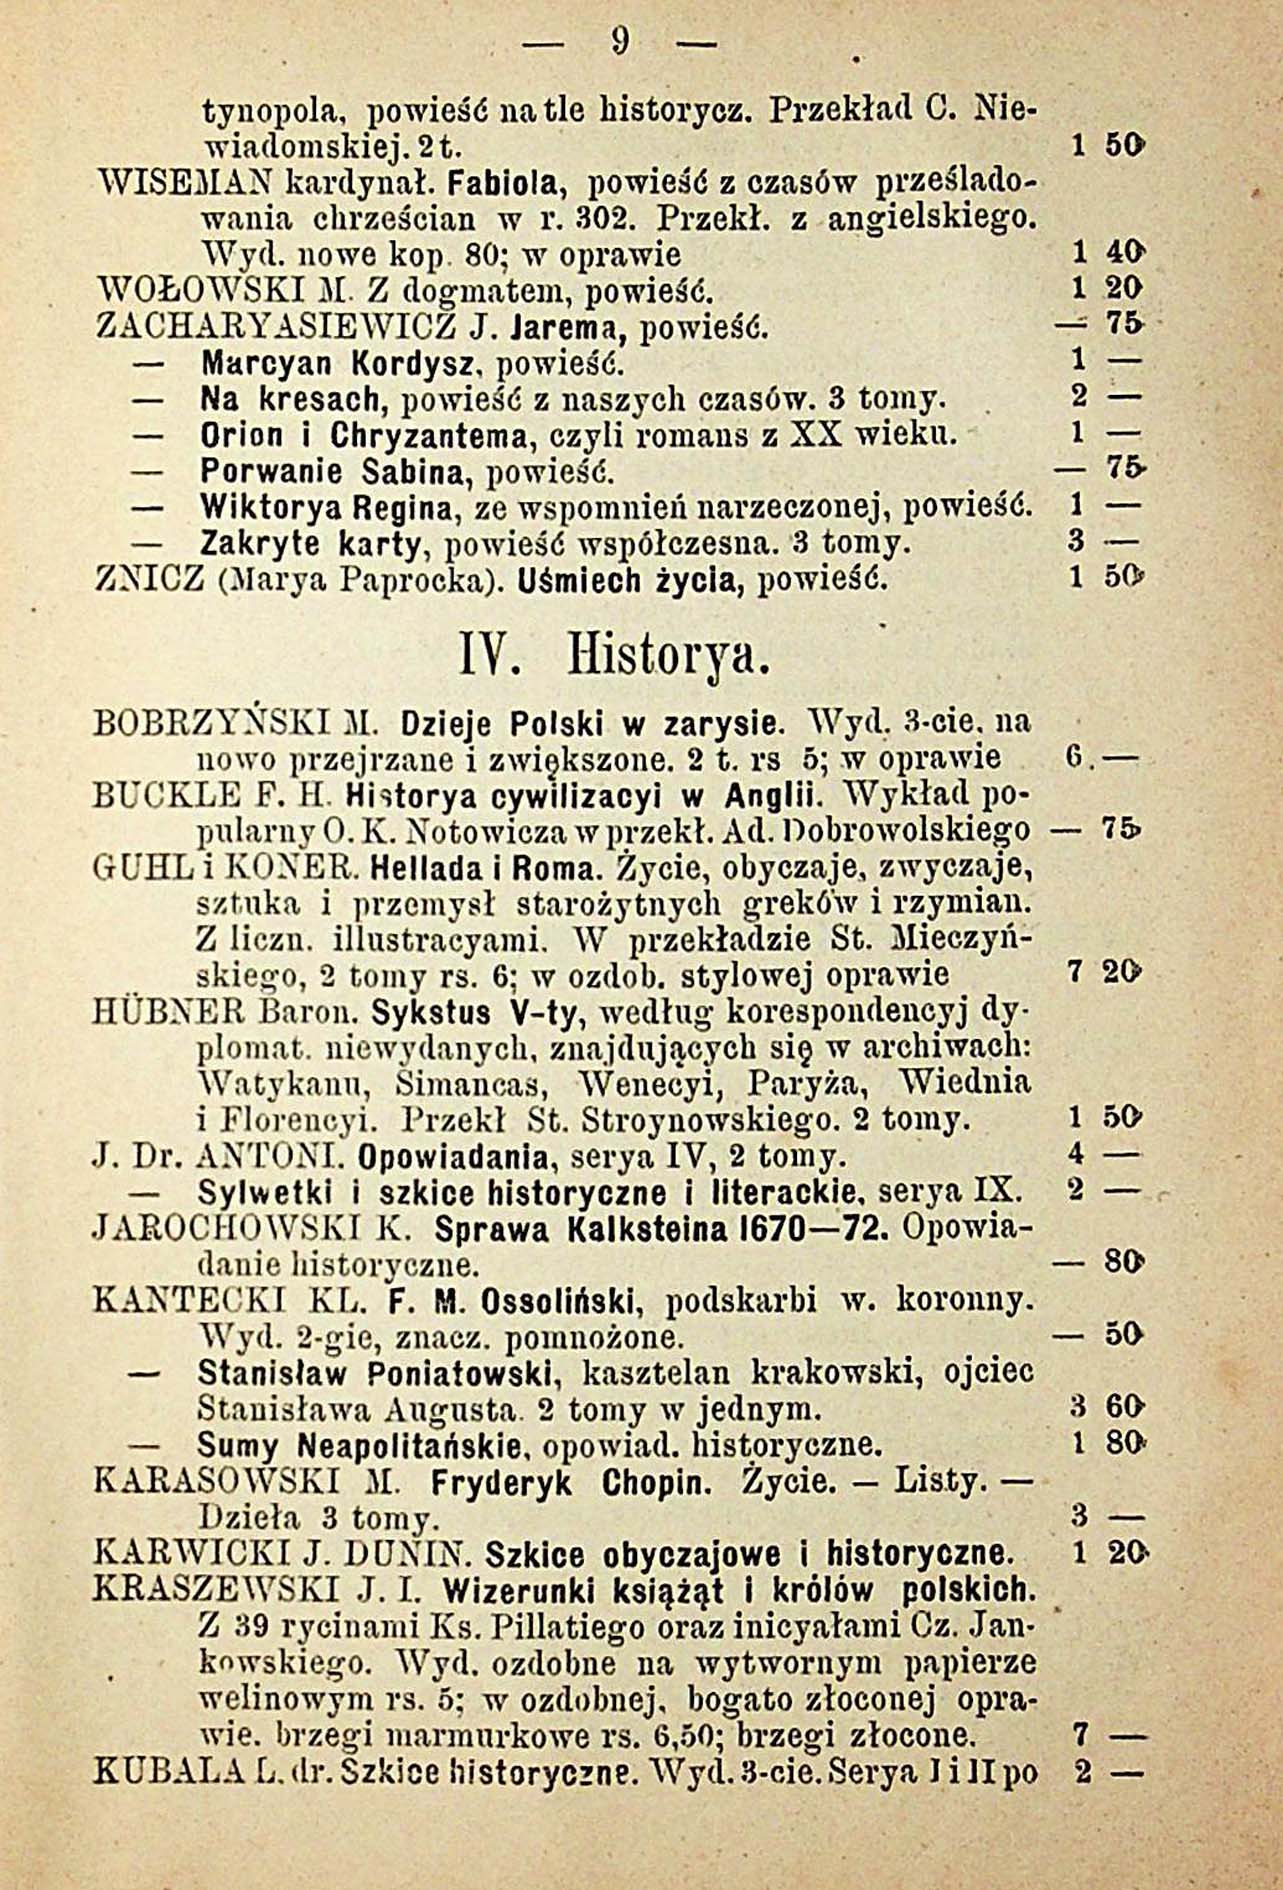 — 9 —
tynopola, powieść na tle historycz. Przekład C. Nie-
wiadomskiej. 2 t. 1 50
WISEMAN kardynał. Fabiola, powieść z czasów prześlado-
wania chrześcian w r. 302. Przekł. z angielskiego.
Wyd. nowe kop. 80; w oprawie 1 40
WOŁOWSKI M. Z dogmatem, powieść. 1 20
ZACHARYASIEWICZ J. Jarema, powieść. — 75
— Marcyan Kordysz, powieść. 1 —
— Na kresach, powieść z naszych czasów. 3 tomy. 2 —
— Orion i Chryzantema, czyli romans z XX wieku. 1 —
— Porwanie Sabina, powieść. — 75
— Wiktorya Regina, ze wspomnień narzeczonej, powieść. 1 —
— Zakryte karty, powieść współczesna. 3 tomy. 3 —
ZNICZ (Marya Paprocka). Uśmiech życia, powieść. 1 50
IV. Historya.
BOBRZYŃSKI M. Dzieje Polski w zarysie. Wyd. 3-cie, na
nowo przejrzane i zwiększone. 2 t. rs 5; w oprawie 6.—
BUCKLE F. H. Historya cywilizacyi w Anglii. Wykład po-
pularny O. K. Notowicza w przekł. Ad. Dobrowolskiego — 75
GUHL i KONER. Hellada i Roma. Życie, obyczaje, zwyczaje,
sztuka i przemysł starożytnych greków i rzymian.
Z liczn. illustracyami. W przekładzie St. Mieczyń-
skiego, 2 tomy rs. 6; w ozdob. stylowej oprawie 7 20
HÜBNER Baron. Sykstus V-ty, według korespondencyj dy-
plomat. niewydanych, znajdujących się w archiwach:
Watykanu, Simancas, Wenecyi, Paryża, Wiednia
i Florencyi. Przekł St. Stroynowskiego. 2 tomy. 1 50
J. Dr. ANTONI. Opowiadania, serya IV, 2 tomy. 4 —
— Sylwetki i szkice historyczne i literackie, serya IX. 2 —
JAROCHOWSKI K. Sprawa Kalksteina 1670—72. Opowia-
danie historyczne. — 80
KANTECKI KL. F. M. Ossoliński, podskarbi w. koronny.
Wyd. 2-gie, znacz. pomnożone. — 50
— Stanisław Poniatowski, kasztelan krakowski, ojciec
Stanisława Augusta. 2 tomy w jednym. 3 60
— Sumy Neapolitańskie, opowiad. historyczne. 1 80
KARASOWSKI M. Fryderyk Chopin. Życie. — Listy. —
Dzieła 3 tomy. 3 —
KARWICKI J. DUNIN. Szkice obyczajowe i historyczne. 1 20
KRASZEWSKI J. I. Wizerunki książąt i królów polskich.
Z 39 rycinami Ks. Pillatiego oraz inicyałami Cz. Jan-
kowskiego. Wyd. ozdobne na wytwornym papierze
welinowym rs. 5; w ozdobnej, bogato złoconej opra-
wie. brzegi marmurkowe rs. 6,50; brzegi złocone. 7 —
KUBALA L. dr. Szkice historyczne. Wyd. 3-cie. Serya I i II po 2 —